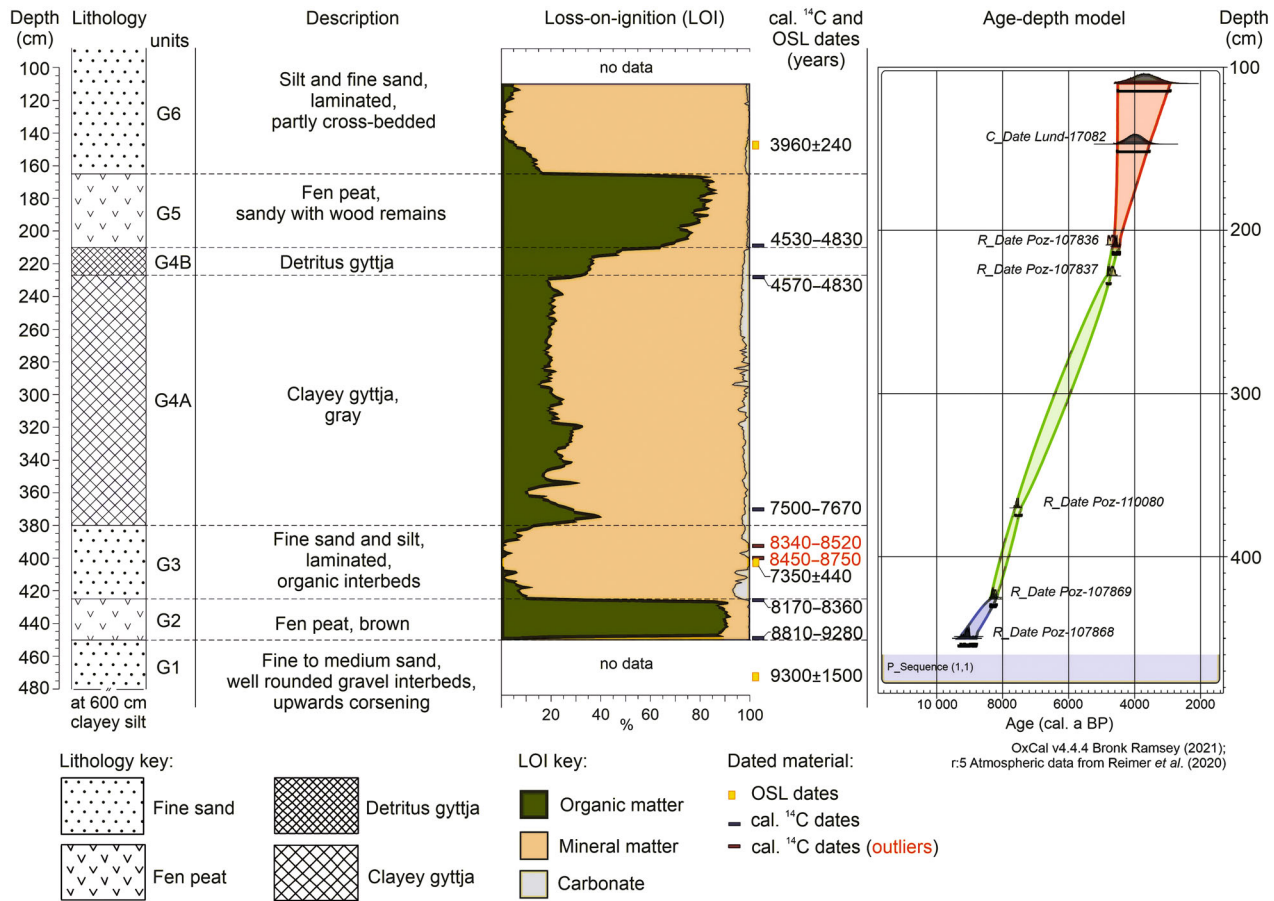 Depth
(cm)
Lithology
units
Description
Loss-on-ignition (LOI)
cal. ¹⁴C and
OSL dates
(years)
Age-depth model
Depth
(cm)
100
120
140
160
180
200
220
240
260
280
300
320
340
360
380
400
420
440
460
480
G6
G5
G4B
G4A
G3
G2
G1
at 600 cm
clayey silt
Silt and fine sand,
laminated,
partly cross-bedded
Fen peat,
sandy with wood remains
Detritus gyttja
Clayey gyttja,
gray
Fine sand and silt,
laminated,
organic interbeds
Fen peat, brown
Fine to medium sand,
well rounded gravel interbeds,
upwards corsening
no data
no data
20 40 60 80 100
%
3960±240
4530–4830
4570–4830
7500–7670
8340–8520
8450–8750
7350±440
8170–8360
8810–9280
9300±1500
C_Date Lund-17082
R_Date Poz-107836
R_Date Poz-107837
R_Date Poz-110080
R_Date Poz-107869
R_Date Poz-107868
P_Sequence (1,1)
100
200
300
400
10 000 8000 6000 4000 2000
Age (cal. a BP)
OxCal v4.4.4 Bronk Ramsey (2021);
r:5 Atmospheric data from Reimer et al. (2020)
Lithology key:
Fine sand
Detritus gyttja
Fen peat
Clayey gyttja
LOI key:
Organic matter
Mineral matter
Carbonate
Dated material:
OSL dates
cal. ¹⁴C dates
cal. ¹⁴C dates (outliers)